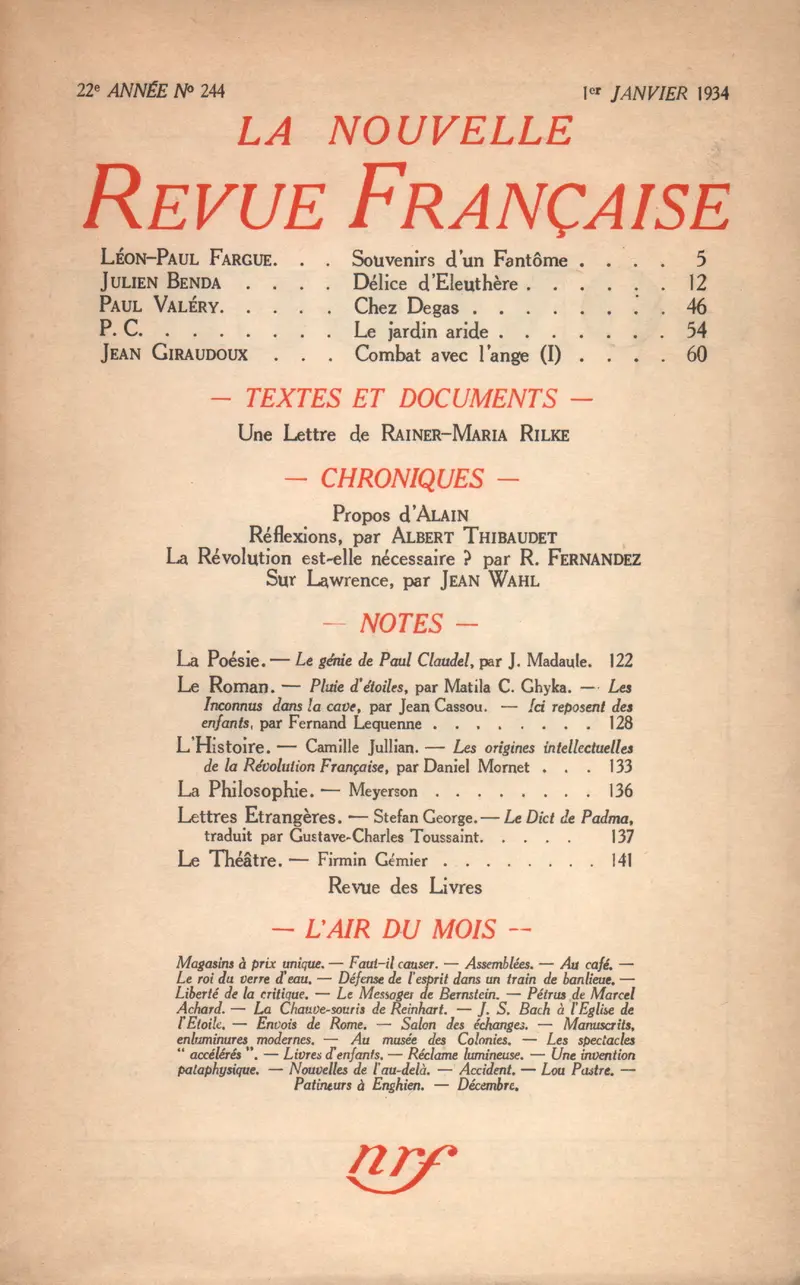 22e ANNÉE No 244 1er JANVIER 1934
LA NOUVELLE
REVUE FRANÇAISE
LÉON-PAUL FARGUE. . . Souvenirs d'un Fantôme . . . . 5
JULIEN BENDA . . . . Délice d'Eleuthère . . . . . . 12
PAUL VALÉRY. . . . . Chez Degas . . . . . . . . 46
P. C. . . . . . . . Le jardin aride . . . . . . . 54
JEAN GIRAUDOUX . . . Combat avec l'ange (I) . . . . 60
— TEXTES ET DOCUMENTS —
Une Lettre de RAINER-MARIA RILKE
— CHRONIQUES —
Propos d'ALAIN
Réflexions, par ALBERT THIBAUDET
La Révolution est-elle nécessaire ? par R. FERNANDEZ
Sur Lawrence, par JEAN WAHL
— NOTES —
La Poésie. — Le génie de Paul Claudel, par J. Madaule. 122
Le Roman. — Pluie d'étoiles, par Matila C. Ghyka. — Les
Inconnus dans la cave, par Jean Cassou. — Ici reposent des
enfants, par Fernand Lequenne . . . . . . . . 128
L'Histoire. — Camille Jullian. — Les origines intellectuelles
de la Révolution Française, par Daniel Mornet . . . 133
La Philosophie. — Meyerson . . . . . . . . 136
Lettres Etrangères. — Stefan George. — Le Dict de Padma,
traduit par Gustave-Charles Toussaint. . . . . 137
Le Théâtre. — Firmin Gémier . . . . . . . . 141
Revue des Livres
— L'AIR DU MOIS --
Magasins à prix unique. — Faut-il causer. — Assemblées. — Au café. —
Le roi du verre d'eau. — Défense de l'esprit dans un train de banlieue. —
Liberté de la critique. — Le Messager de Bernstein. — Pétrus de Marcel
Achard. — La Chauve-souris de Reinhart. — J. S. Bach à l'Eglise de
l'Etoile. — Envois de Rome. — Salon des échanges. — Manuscrits,
enluminures modernes. — Au musée des Colonies. — Les spectacles
“ accélérés ”. — Livres d'enfants. — Réclame lumineuse. — Une invention
pataphysique. — Nouvelles de l'au-delà. — Accident. — Lou Pastre. —
Patineurs à Enghien. — Décembre.
nrf